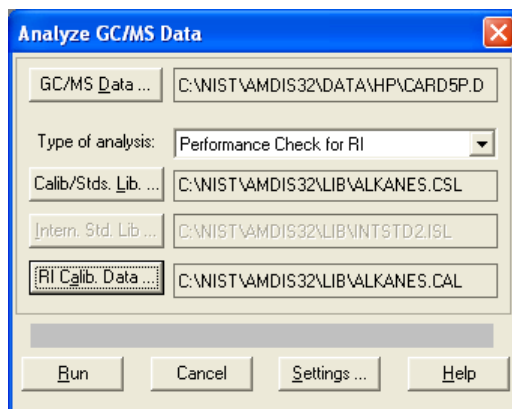 Analyze GC/MS Data
GC/MS Data ... C:\NIST\AMDIS32\DATA\HP\CARD5P.D
Type of analysis: Performance Check for RI
Calib/Stds. Lib. ... C:\NIST\AMDIS32\LIB\ALKANES.CSL
Intern. Std. Lib ... C:\NIST\AMDIS32\LIB\INTSTD2.ISL
RI Calib. Data ... C:\NIST\AMDIS32\LIB\ALKANES.CAL
Run Cancel Settings ... Help